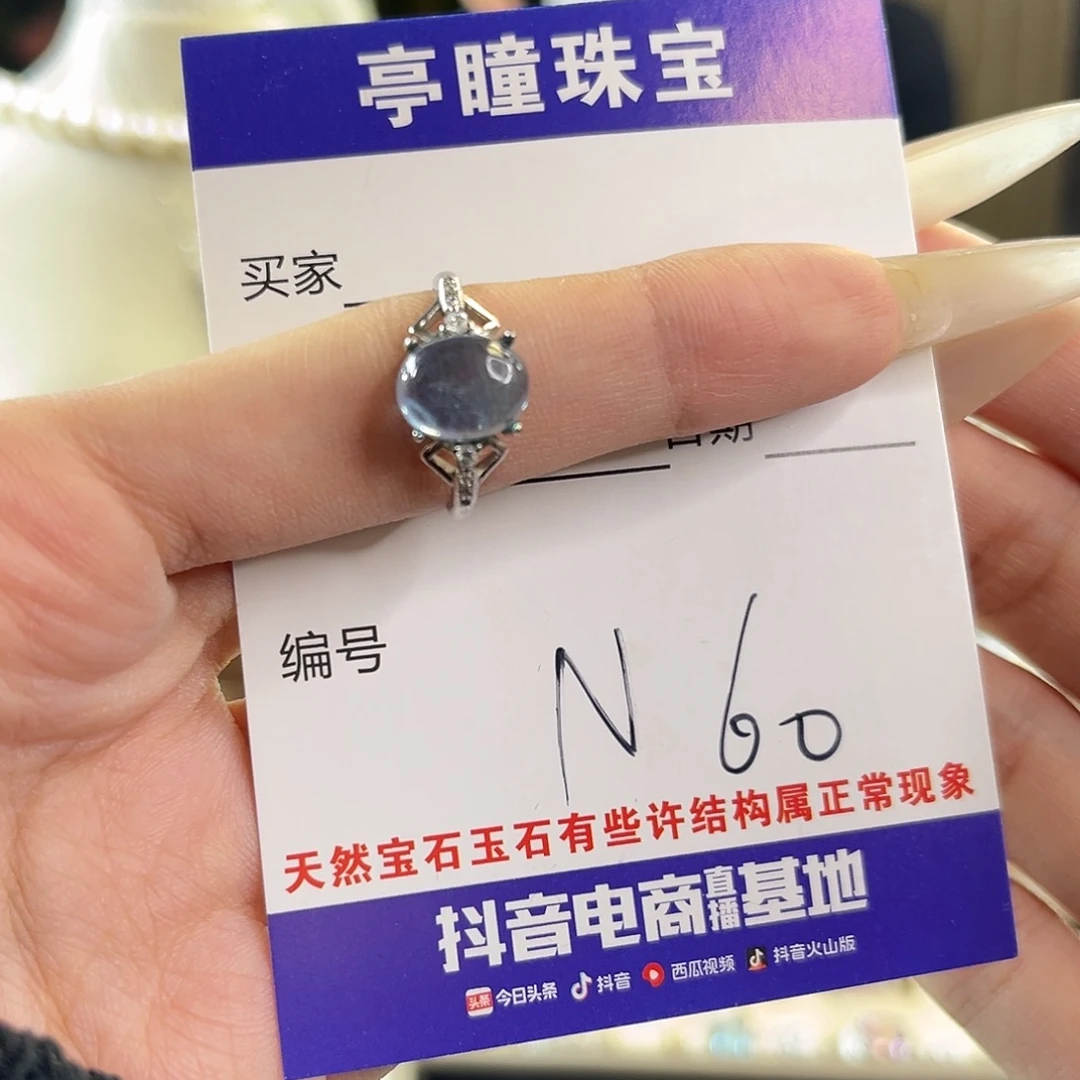 亭瞳珠宝
买家
日期
编号 N60
天然宝石玉石有些许结构属正常现象
抖音电商直播基地
头条 今日头条 抖音 西瓜视频 抖音火山版